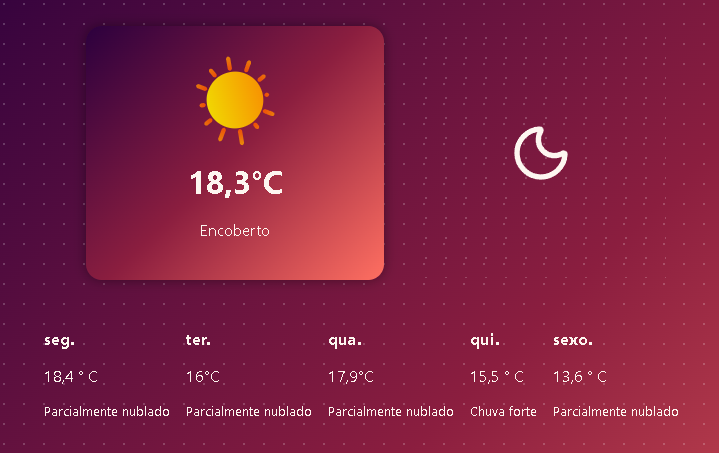 18,3°C
Encoberto
seg. ter. qua. qui. sexo.
18,4 ° C 16°C 17,9°C 15,5 ° C 13,6 ° C
Parcialmente nublado Parcialmente nublado Parcialmente nublado Chuva forte Parcialmente nublado